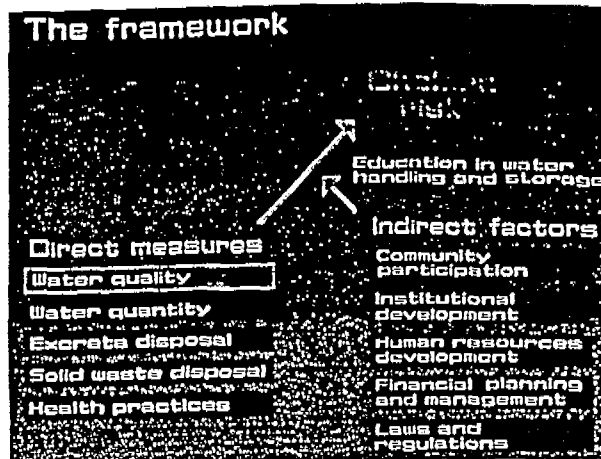 The framework
risk
Education in water
handling and storage
Direct measures
Water quality
Water quantity
Excreta disposal
Solid waste disposal
Health practices
Indirect factors
Community
participation
Institutional
development
Human resources
development
Financial planning
and management
Laws and
regulations